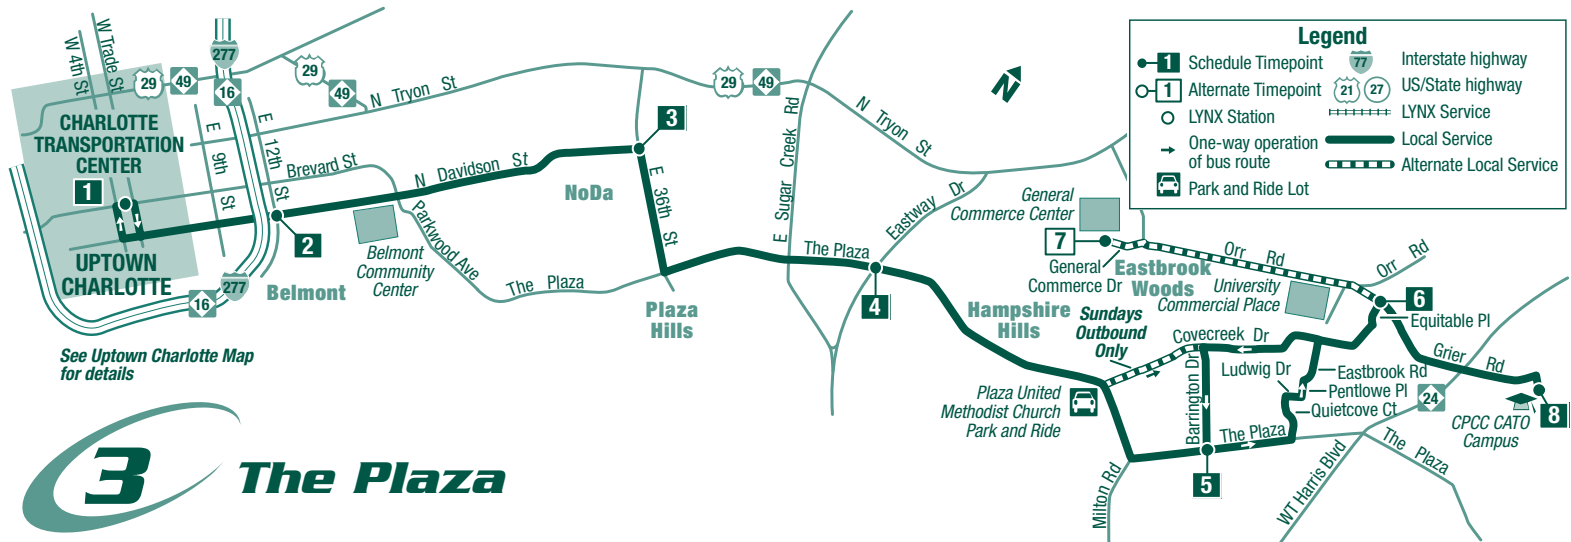 W 4th St
W Trade St
29
49
277
16
29
49
N Tryon St
CHARLOTTE
TRANSPORTATION
CENTER
1
E 9th St
E 12th St
Brevard St
N Davidson St
2
UPTOWN
CHARLOTTE
277
16
Belmont
Belmont
Community
Center
Parkwood Ave
The Plaza
See Uptown Charlotte Map
for details
3
E 36th St
NoDa
Plaza
Hills
29
49
E Sugar Creek Rd
N Tryon St
Eastway Dr
The Plaza
4
N
Hampshire
Hills
General
Commerce Center
7
General
Commerce Dr
Eastbrook
Woods
Orr Rd
Orr Rd
University
Commercial Place
6
Equitable Pl
Sundays
Outbound
Only
Covecreek Dr
Ludwig Dr
Eastbrook Rd
Pentlowe Pl
Quietcove Ct
Barrington Dr
Grier Rd
24
8
CPCC CATO
Campus
Plaza United
Methodist Church
Park and Ride
The Plaza
5
Milton Rd
WT Harris Blvd
The Plaza
Legend
1 Schedule Timepoint
1 Alternate Timepoint
LYNX Station
One-way operation
of bus route
Park and Ride Lot
77 Interstate highway
21 27 US/State highway
LYNX Service
Local Service
Alternate Local Service
3 The Plaza